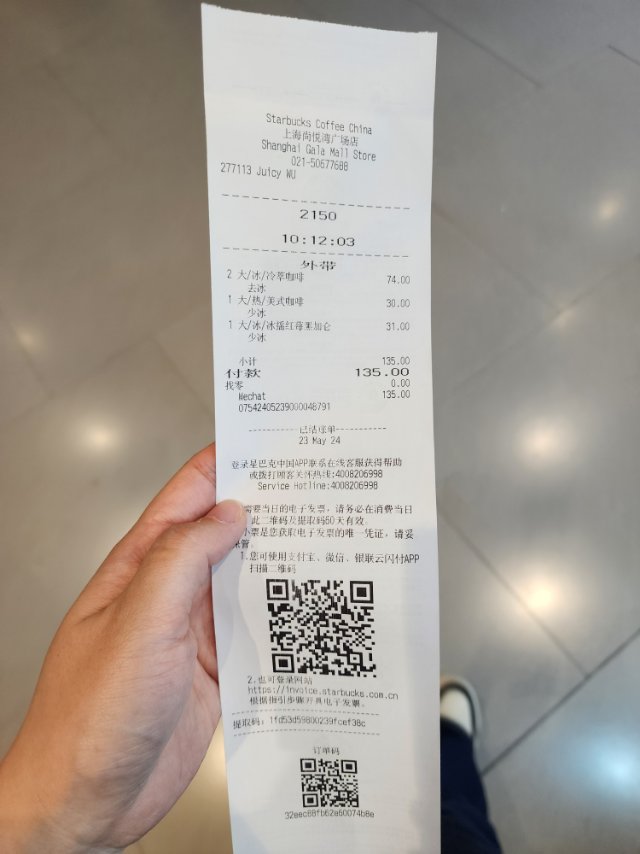 Starbucks Coffee China
上海尚悦湾广场店
Shanghai Gala Mall Store
021-50677688
277113 Juicy WU
2150
10:12:03
外带
2 大/冰/冷萃咖啡 74.00
去冰
1 大/热/美式咖啡 30.00
少冰
1 大/冰/冰摇红莓黑加仑 31.00
少冰
小计 135.00
付款 135.00
找零 0.00
Wechat 135.00
07542405239000046791
已结账单
23 May 24
登录星巴克中国APP联系在线客服获得帮助
或拨打顾客关怀热线:4008206998
Service Hotline:4008206998
需要当日的电子发票，请务必在消费当日
此二维码及提取码60天有效。
小票是您获取电子发票的唯一凭证，请妥
保管。
1.您可使用支付宝、微信、银联云闪付APP
扫描二维码
2.也可登录网站
https://invoice.starbucks.com.cn
根据指引步骤开具电子发票。
提取码：1fd53d59800239fcef38c
订单码
32eec68fb62e60074b8e